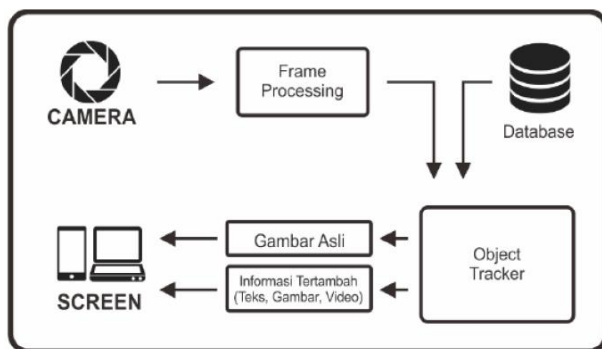 CAMERA
Frame
Processing
Database
Gambar Asli
Informasi Tertambah
(Teks, Gambar, Video)
Object
Tracker
SCREEN